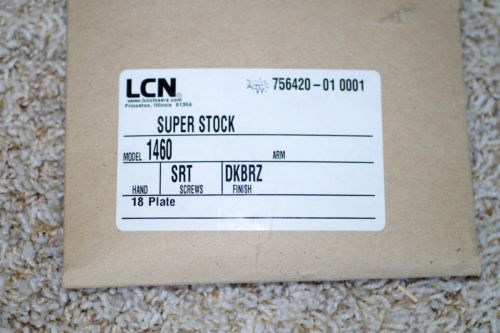 LCN®
www.lcnclosers.com
Princeton, Illinois 61356
756420-01 0001
SUPER STOCK
MODEL 1460 ARM
SRT DKBRZ
HAND SCREWS FINISH
18 Plate